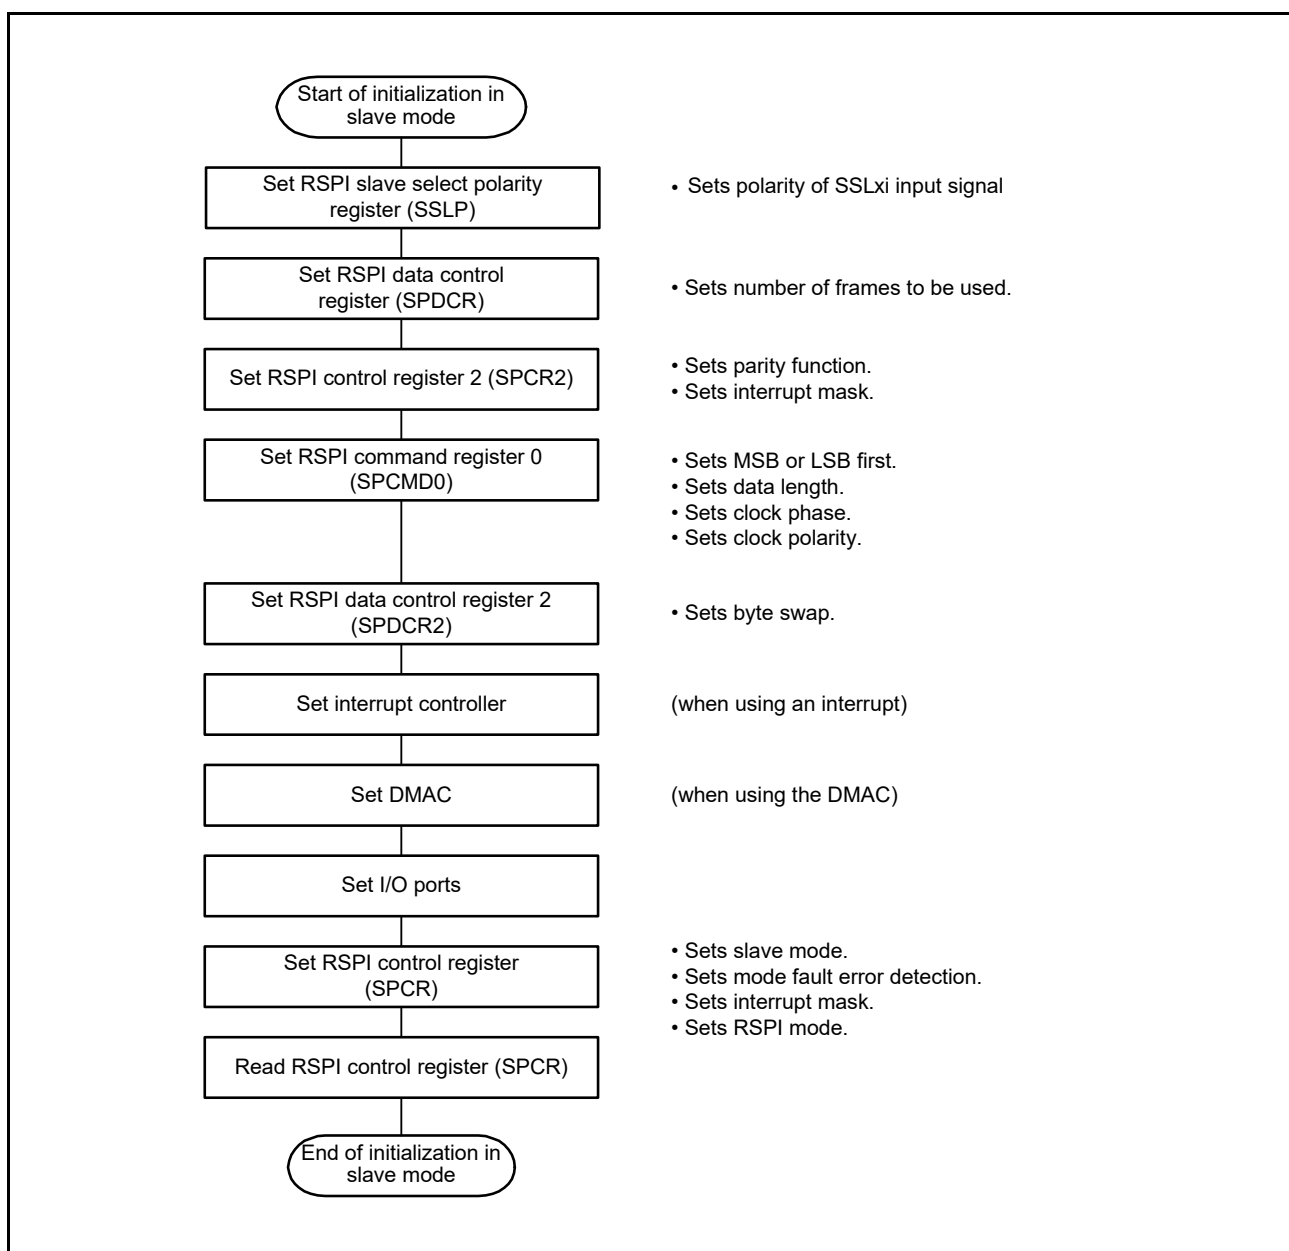 Start of initialization in
slave mode
Set RSPI slave select polarity
register (SSLP)
• Sets polarity of SSLxi input signal
Set RSPI data control
register (SPDCR)
• Sets number of frames to be used.
Set RSPI control register 2 (SPCR2)
• Sets parity function.
• Sets interrupt mask.
Set RSPI command register 0
(SPCMD0)
• Sets MSB or LSB first.
• Sets data length.
• Sets clock phase.
• Sets clock polarity.
Set RSPI data control register 2
(SPDCR2)
• Sets byte swap.
Set interrupt controller
(when using an interrupt)
Set DMAC
(when using the DMAC)
Set I/O ports
Set RSPI control register
(SPCR)
• Sets slave mode.
• Sets mode fault error detection.
• Sets interrupt mask.
• Sets RSPI mode.
Read RSPI control register (SPCR)
End of initialization in
slave mode